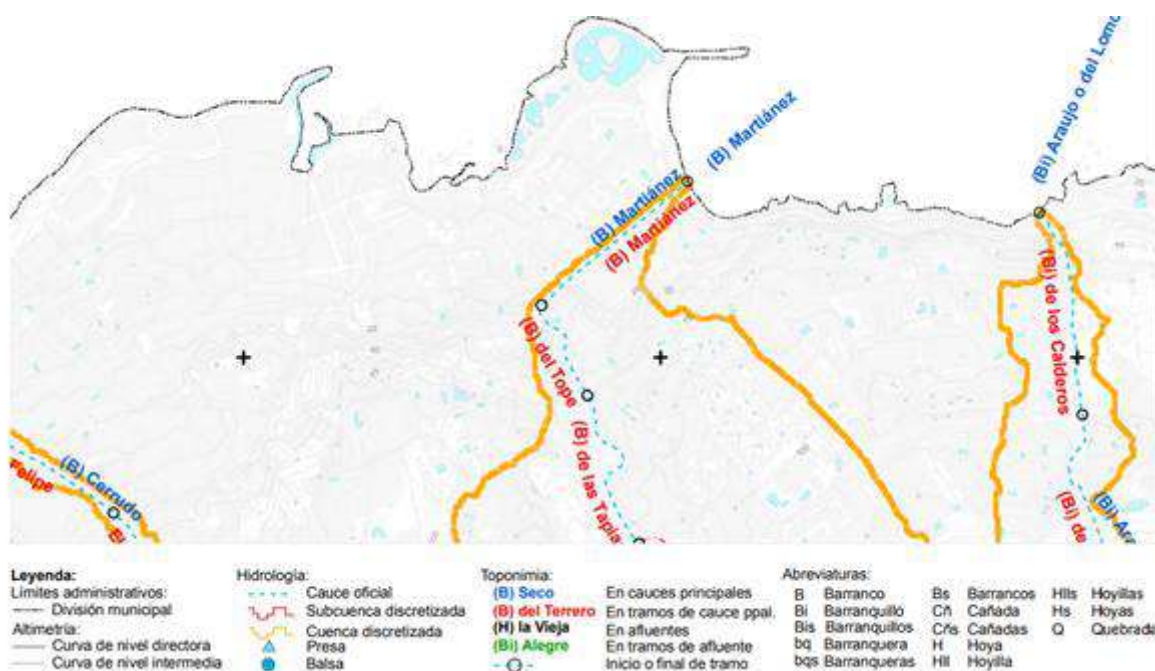 (B) Martiánez
(Bi) Araujo o del Lomo
(B) Martiánez
(B) Martiánez
(Bi) de los Calderos
(B) del Tope
(B) de las Tapia
(B) Cerrudo
Felipe
(Bi) de
(Bi) Ar
Leyenda:
Límites administrativos:
División municipal
Altimetría:
Curva de nivel directora
Curva de nivel intermedia
Hidrología:
Cauce oficial
Subcuenca discretizada
Cuenca discretizada
Presa
Balsa
Toponimia:
(B) Seco En cauces principales
(B) del Terrero En tramos de cauce ppal.
(H) la Vieja En afluentes
(Bi) Alegre En tramos de afluente
Inicio o final de tramo
Abreviaturas:
B Barranco Bs Barrancos Hlls Hoyillas
Bi Barranquillo Cñ Cañada Hs Hoyas
Bis Barranquillos Cñs Cañadas Q Quebrada
bq Barranquera H Hoya
bqs Barranqueras Hll Hoyilla